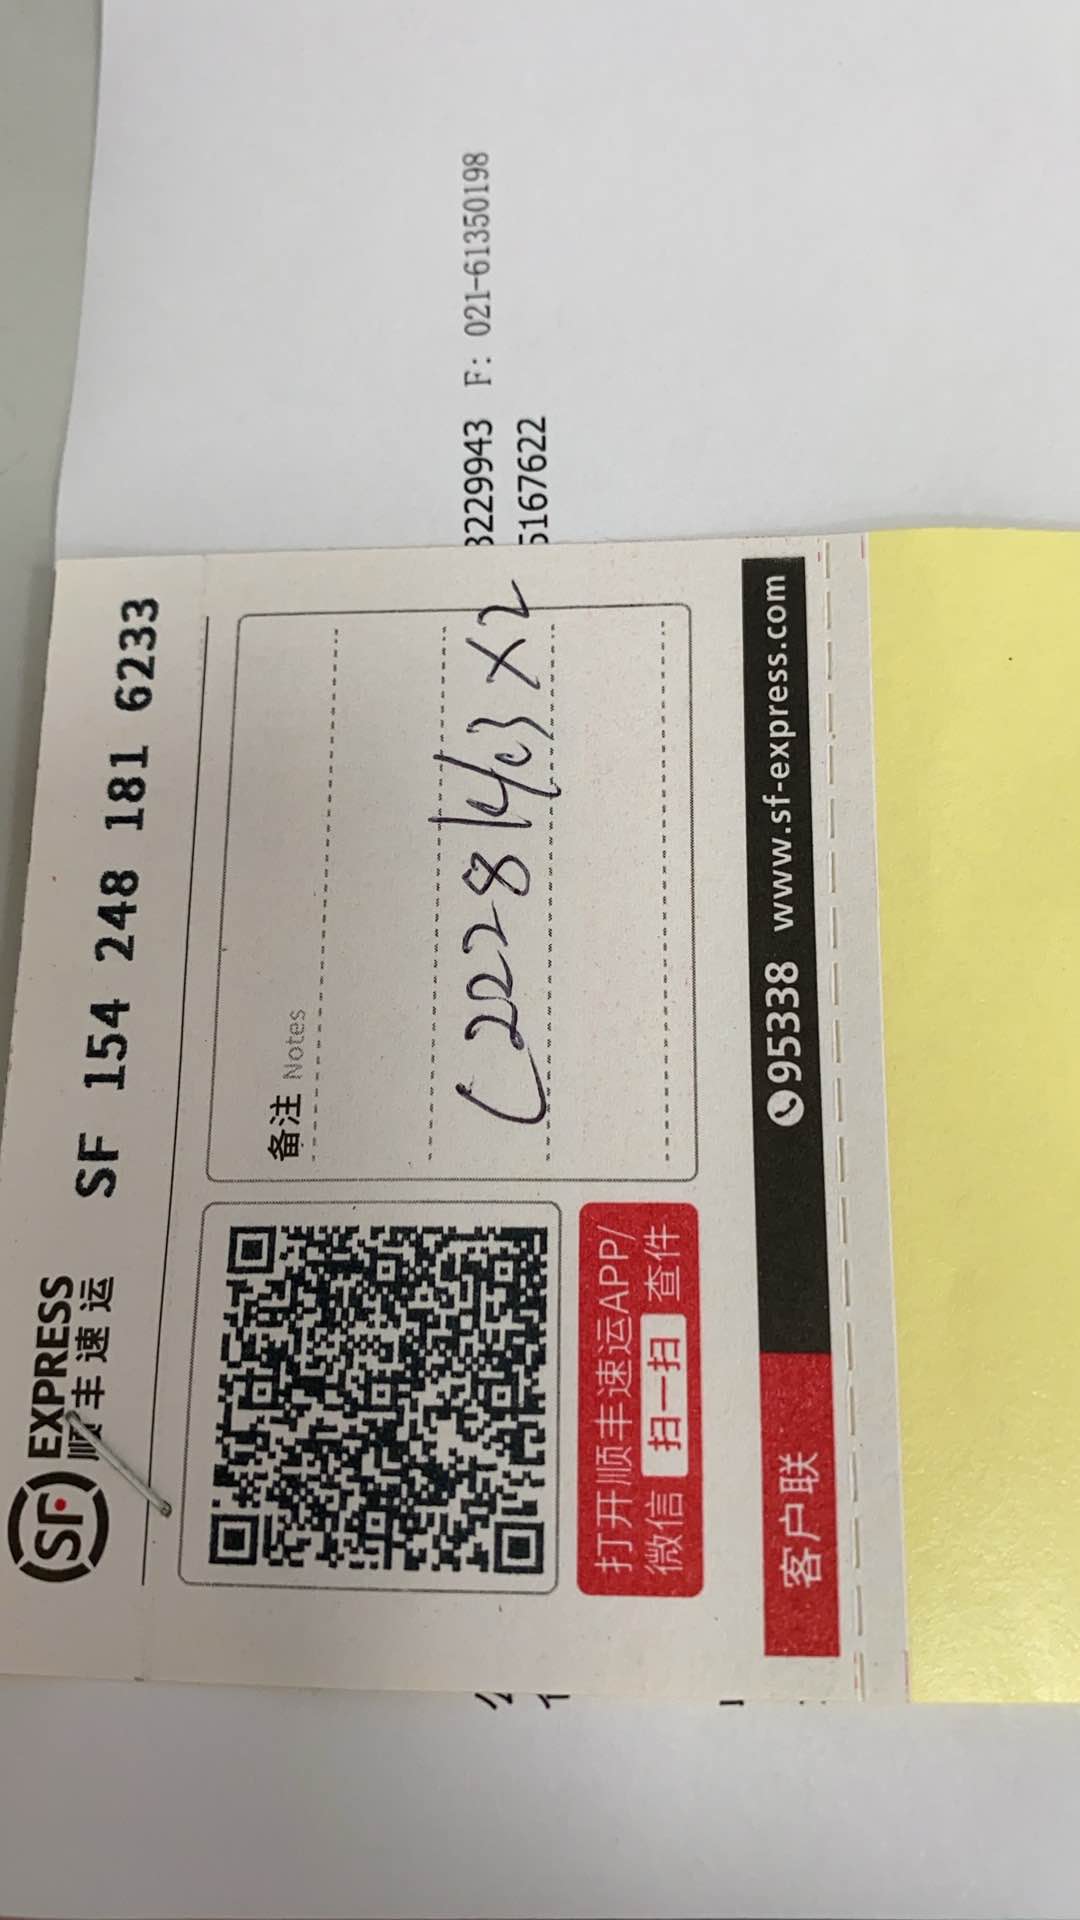 SF EXPRESS
顺丰速运
SF 154 248 181 6233
备注 Notes
打开顺丰速运APP/
微信 扫一扫 查件
客户联
95338 www.sf-express.com
3229943 F: 021-61350198
5167622